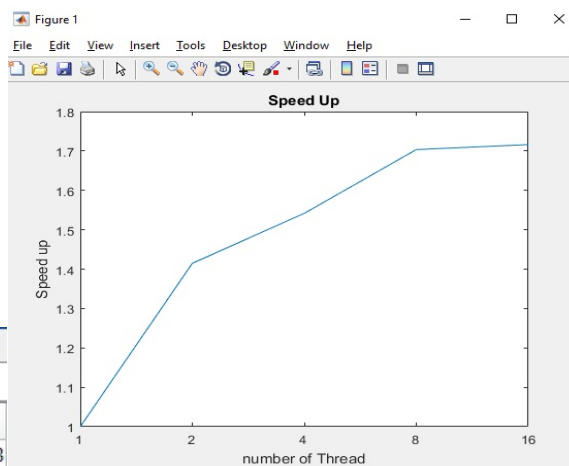 Figure 1
File Edit View Insert Tools Desktop Window Help
Speed Up
1.8
1.7
1.6
1.5
1.4
1.3
1.2
1.1
1
Speed up
1 2 4 8 16
number of Thread